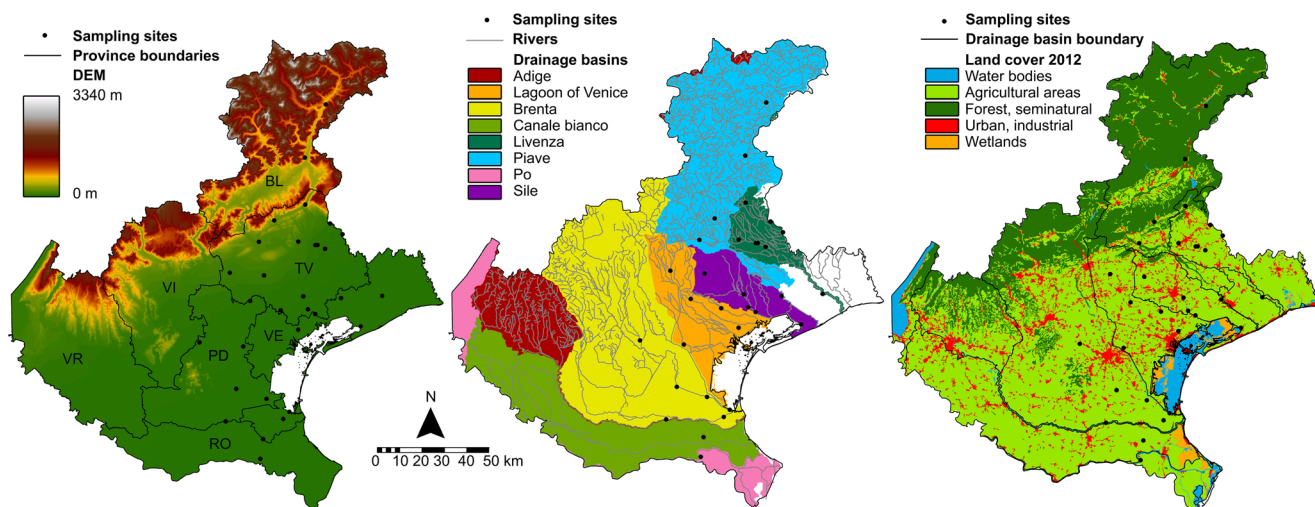 Sampling sites
Province boundaries
DEM
3340 m
0 m
BL
TV
VI
VE
PD
VR
RO
N
0 10 20 30 40 50 km
Sampling sites
Rivers
Drainage basins
Adige
Lagoon of Venice
Brenta
Canale bianco
Livenza
Piave
Po
Sile
Sampling sites
Drainage basin boundary
Land cover 2012
Water bodies
Agricultural areas
Forest, seminatural
Urban, industrial
Wetlands